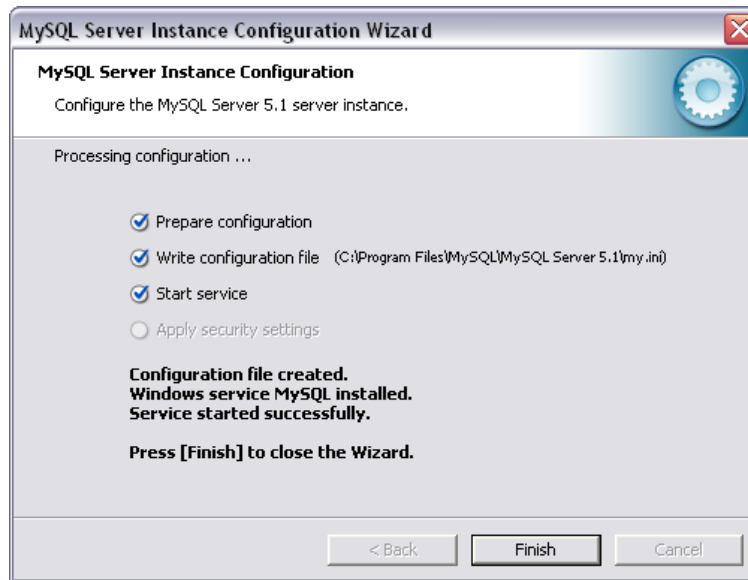 MySQL Server Instance Configuration Wizard
MySQL Server Instance Configuration
Configure the MySQL Server 5.1 server instance.
Processing configuration ...
Prepare configuration
Write configuration file (C:\Program Files\MySQL\MySQL Server 5.1\my.ini)
Start service
Apply security settings
Configuration file created.
Windows service MySQL installed.
Service started successfully.
Press [Finish] to close the Wizard.
< Back Finish Cancel